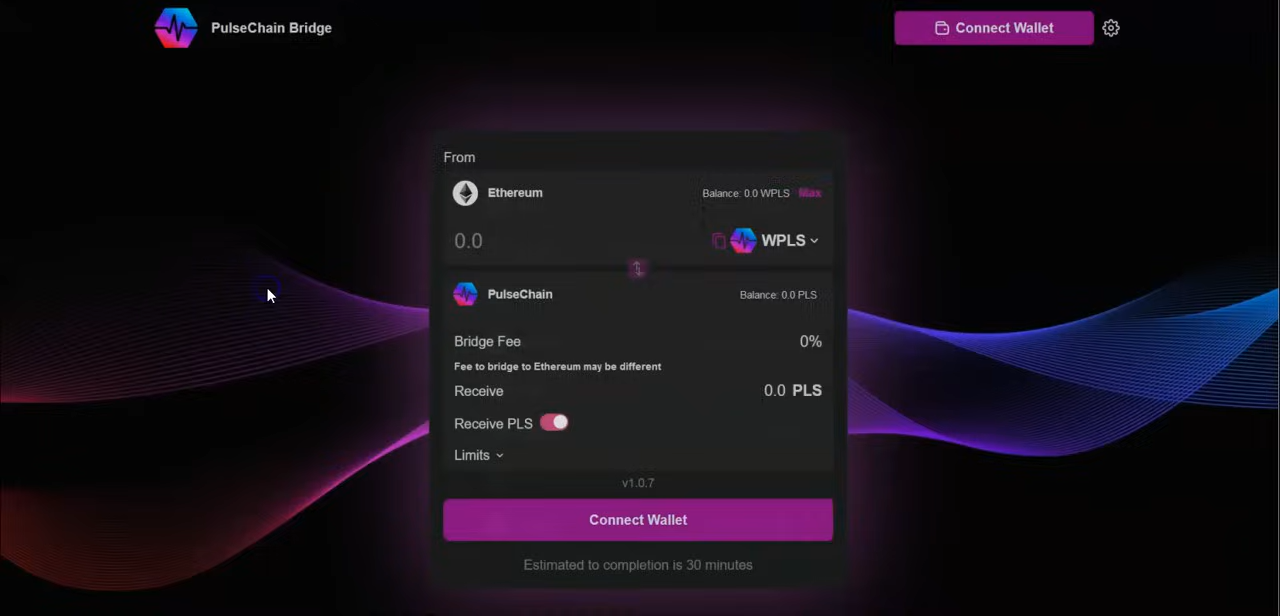 PulseChain Bridge
Connect Wallet
From
Ethereum
Balance: 0.0 WPLS Max
0.0
WPLS
PulseChain
Balance: 0.0 PLS
Bridge Fee
0%
Fee to bridge to Ethereum may be different
Receive
0.0 PLS
Receive PLS
Limits
v1.0.7
Connect Wallet
Estimated to completion is 30 minutes